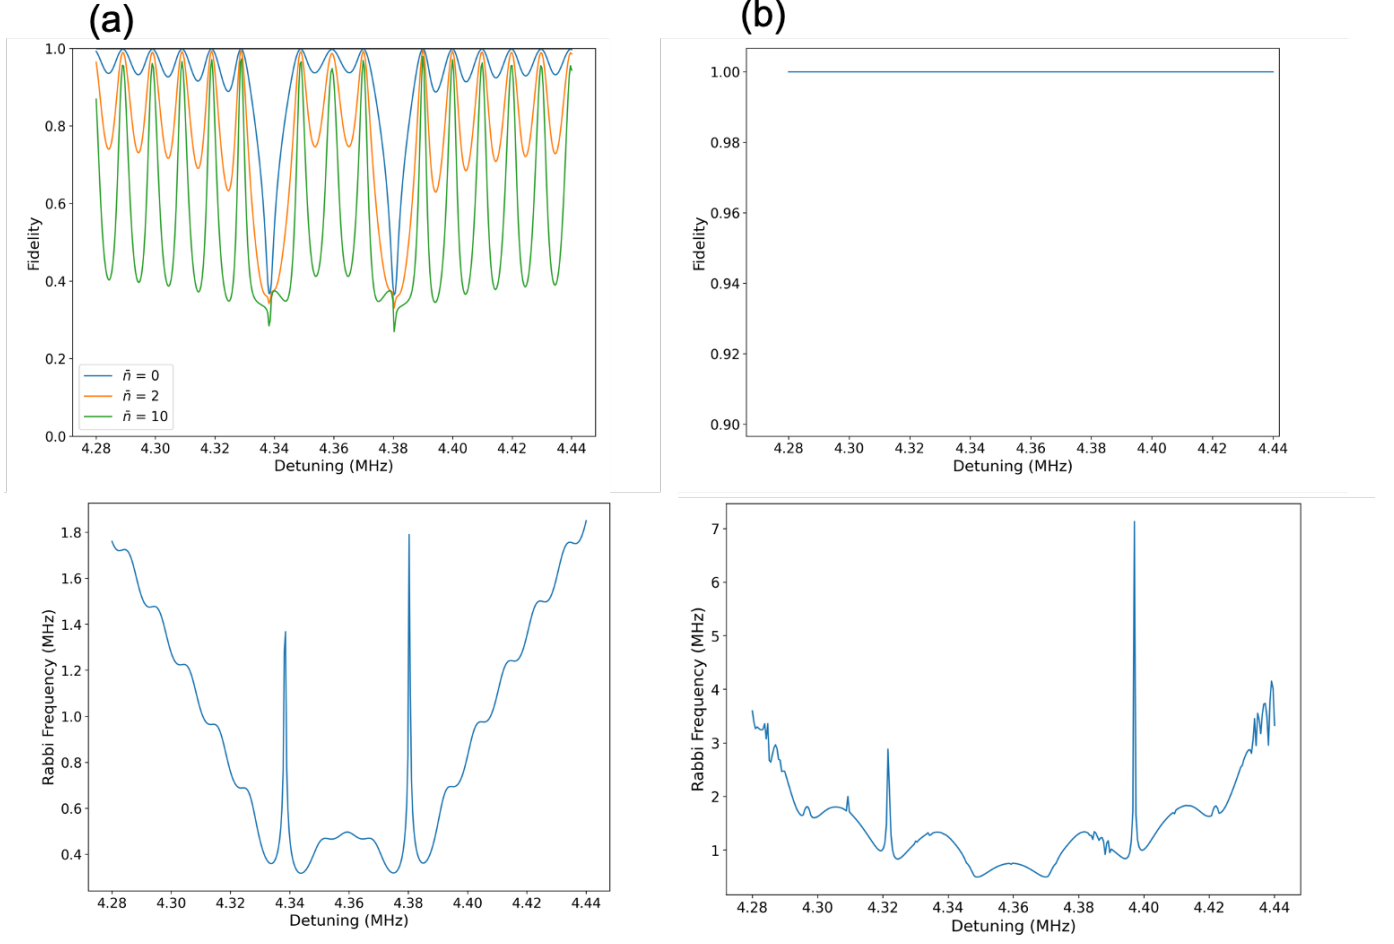 (a)
1.0
0.8
0.6
0.4
0.2
0.0
Fidelity
n̄ = 0
n̄ = 2
n̄ = 10
4.28 4.30 4.32 4.34 4.36 4.38 4.40 4.42 4.44
Detuning (MHz)
(b)
1.00
0.98
0.96
0.94
0.92
0.90
Fidelity
4.28 4.30 4.32 4.34 4.36 4.38 4.40 4.42 4.44
Detuning (MHz)
1.8
1.6
1.4
1.2
1.0
0.8
0.6
0.4
Rabbi Frequency (MHz)
4.28 4.30 4.32 4.34 4.36 4.38 4.40 4.42 4.44
Detuning (MHz)
7
6
5
4
3
2
1
Rabbi Frequency (MHz)
4.28 4.30 4.32 4.34 4.36 4.38 4.40 4.42 4.44
Detuning (MHz)